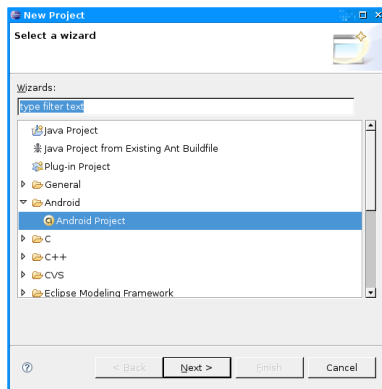 New Project
Select a wizard
Wizards:
type filter text
Java Project
Java Project from Existing Ant Buildfile
Plug-in Project
General
Android
Android Project
C
C++
CVS
Eclipse Modeling Framework
< Back Next > Finish Cancel